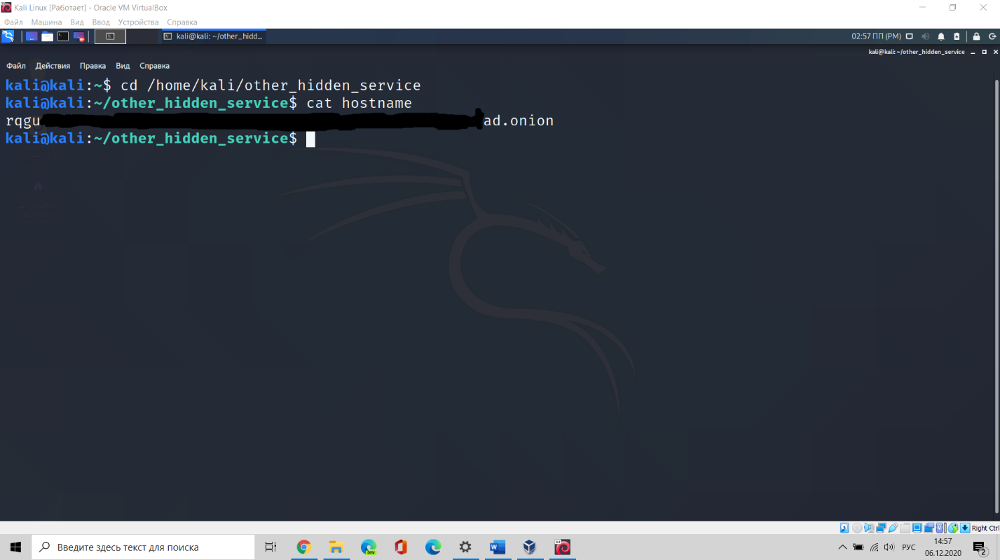 Kali Linux [Работает] - Oracle VM VirtualBox
Файл Машина Вид Ввод Устройства Справка
kali@kali: ~/other_hidd... 02:57 ПП (PM)
kali@kali: ~/other_hidden_service
Файл Действия Правка Вид Справка
kali@kali:~$ cd /home/kali/other_hidden_service
kali@kali:~/other_hidden_service$ cat hostname
rqgu ad.onion
kali@kali:~/other_hidden_service$
Right Ctrl
Введите здесь текст для поиска
DEV
РУС
14:57
06.12.2020
2